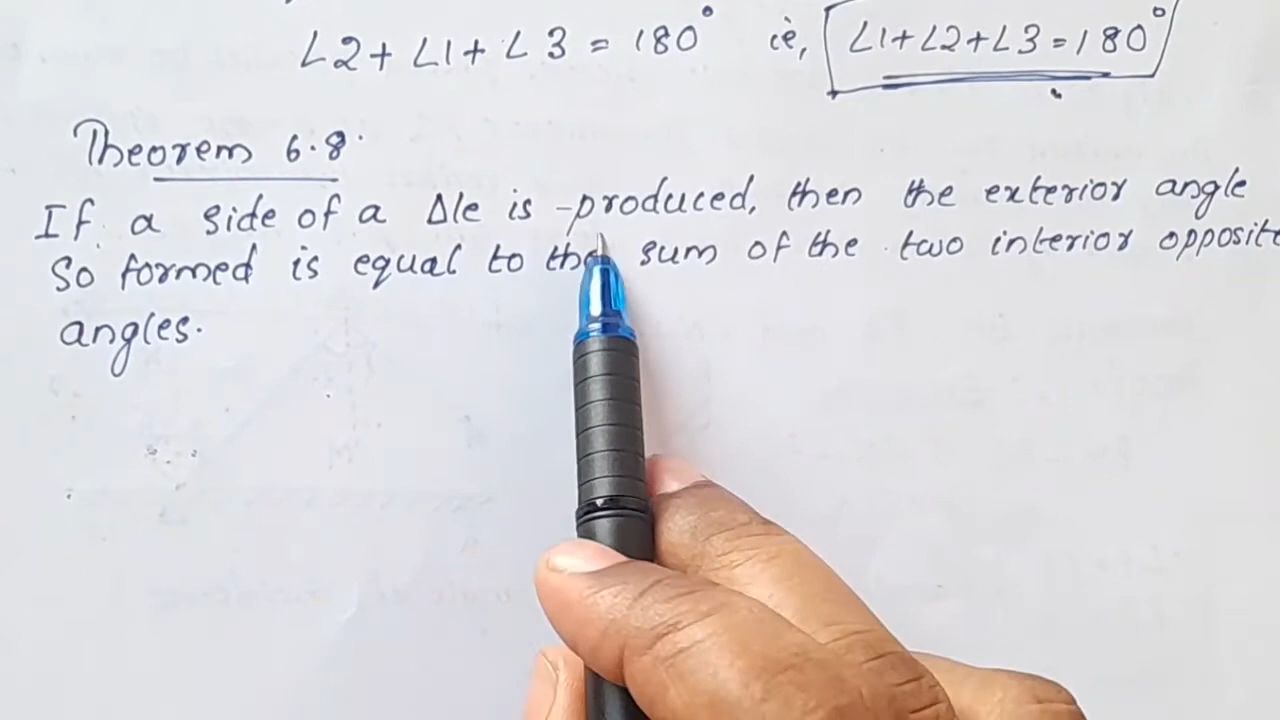 ∠2+ ∠1+ ∠3 = 180° ie, ∠1+∠2+∠3=180°
Theorem 6.8.
If a side of a Δle is produced, then the exterior angle
so formed is equal to the sum of the two interior opposite
angles.